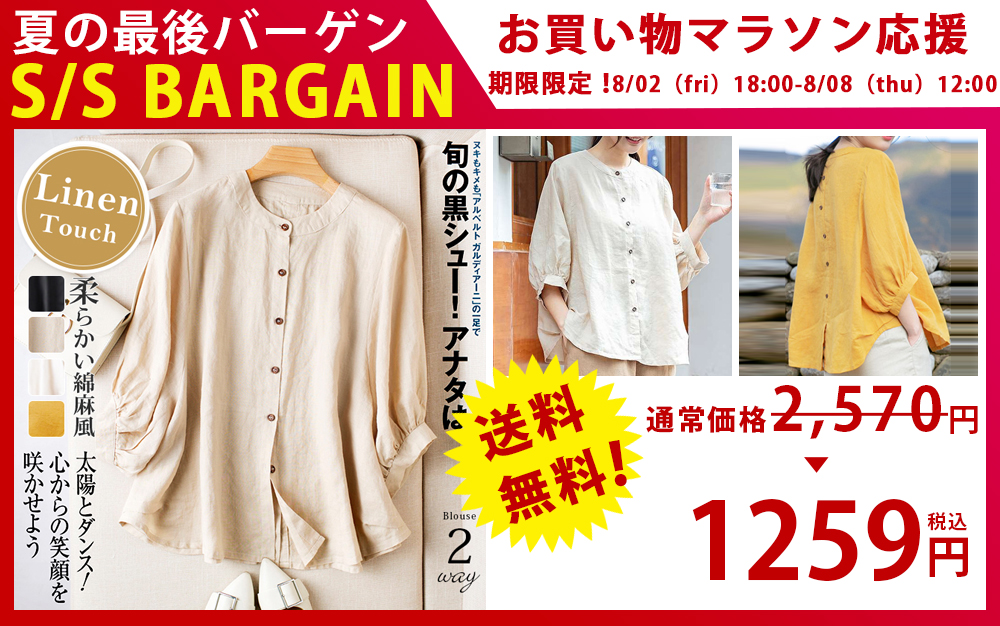 夏の最後バーゲン
S/S BARGAIN
お買い物マラソン応援
期限限定!8/02（fri）18:00-8/08（thu）12:00
Linen
Touch
柔らかい綿麻風
太陽とダンス!
心からの笑顔を
咲かせよう
ヌキもキメも「アルベルト ガルディアーニ」の一足で
旬の黒シュー! アナタは
Blouse
2
way
送料
無料!
通常価格2,570円
1259円
税込